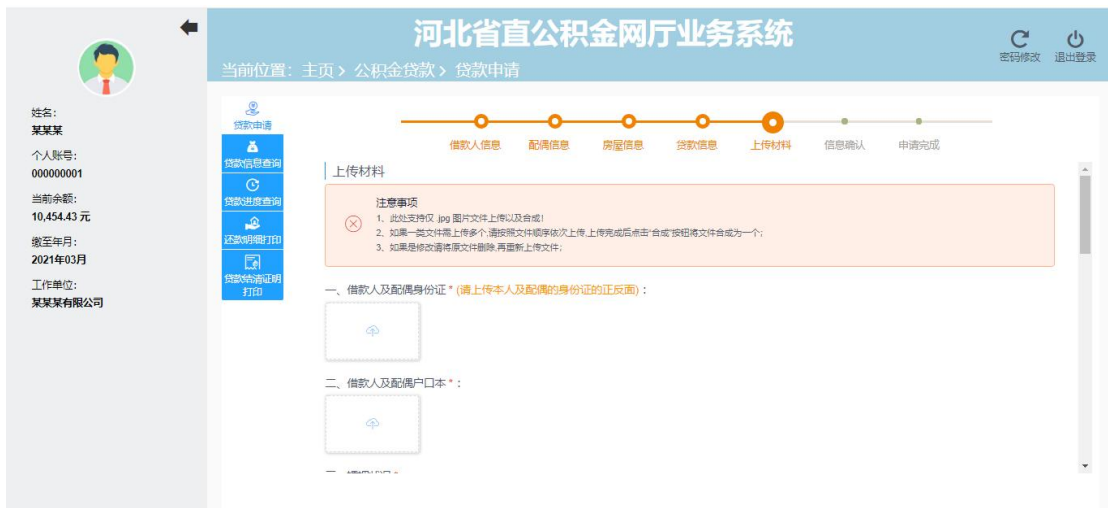 河北省直公积金网厅业务系统
当前位置：主页 > 公积金贷款 > 贷款申请
密码修改 退出登录
姓名：
某某某
个人账号：
000000001
当前余额：
10,454.43 元
缴至年月：
2021年03月
工作单位：
某某某有限公司
贷款申请
贷款信息查询
贷款进度查询
还款明细打印
贷款结清证明
打印
借款人信息 配偶信息 房屋信息 贷款信息 上传材料 信息确认 申请完成
上传材料
注意事项
1、此处支持仅 .jpg 图片文件上传以及合成!
2、如果一类文件需上传多个,请按照文件顺序依次上传,上传完成后点击“合成”按钮将文件合成为一个;
3、如果是修改请将原文件删除,再重新上传文件;
一、借款人及配偶身份证 * (请上传本人及配偶的身份证的正反面)：
二、借款人及配偶户口本 *：